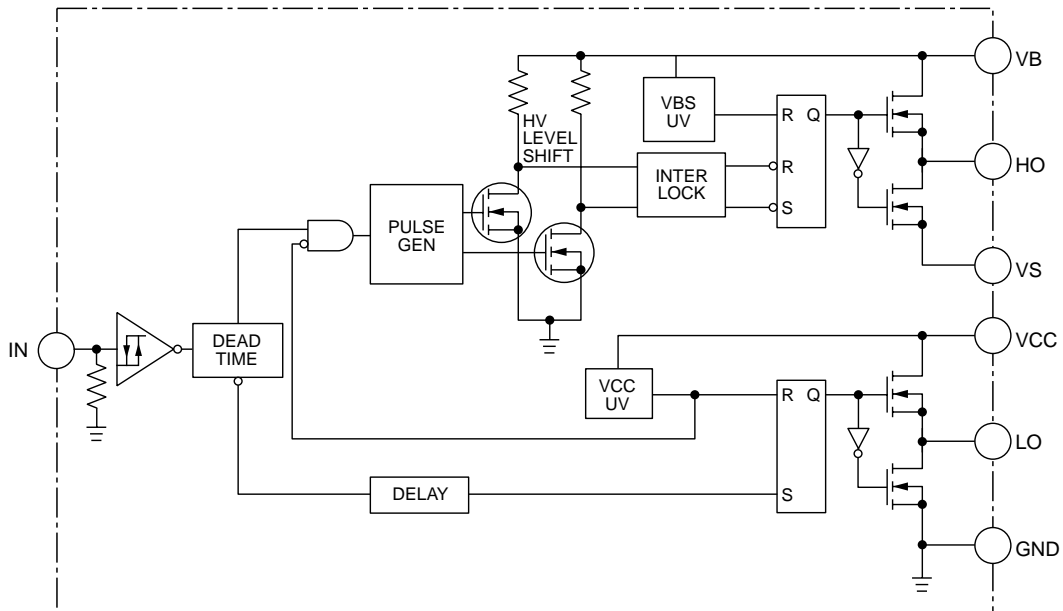 VB
VBS
UV
R Q
HV
LEVEL
SHIFT
INTER
LOCK
R
S
HO
PULSE
GEN
VS
IN
DEAD
TIME
VCC
VCC
UV
R Q
LO
DELAY
S
GND